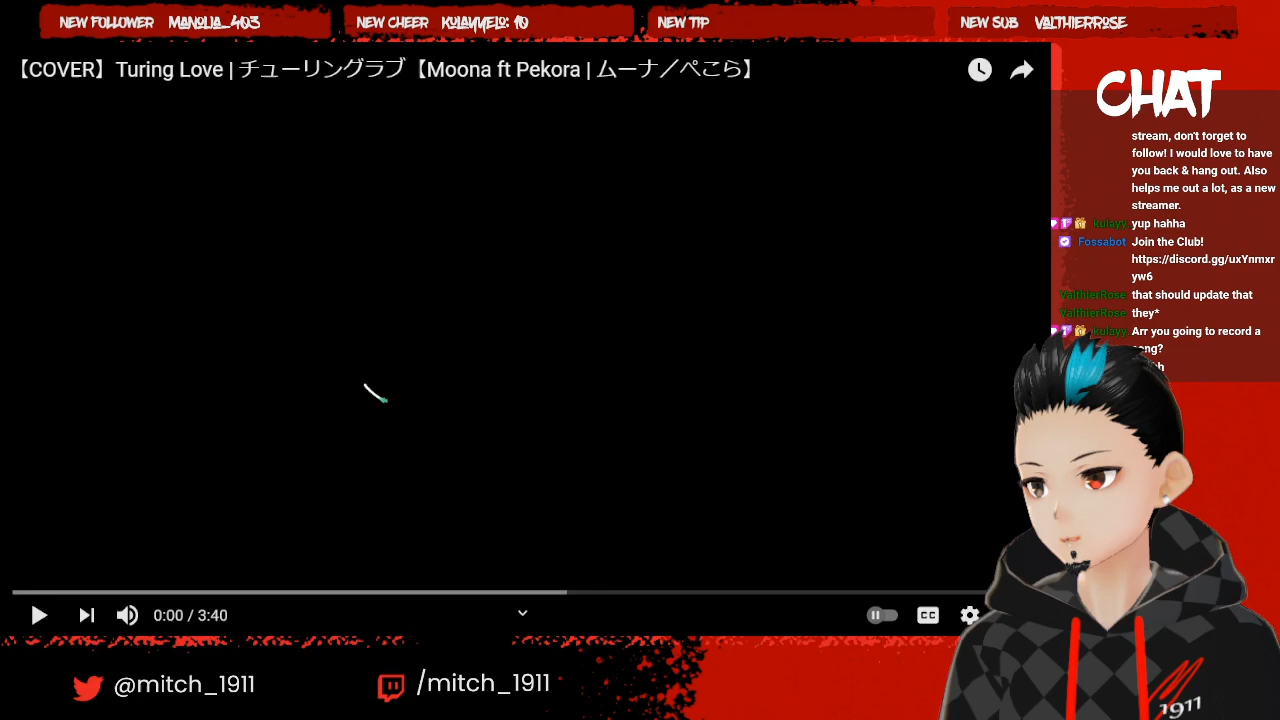 NEW FOLLOWER MANOLIA_403
NEW CHEER KULAYYELO: 10
NEW TIP
NEW SUB VALTHIERROSE
【COVER】Turing Love | チューリングラブ【Moona ft Pekora | ムーナ／ぺこら】
CHAT
stream, don't forget to
follow! I would love to have
you back & hang out. Also
helps me out a lot, as a new
streamer.
kulayy yup hahha
Fossabot Join the Club!
https://discord.gg/uxYnmxr
yw6
ValthierRose that should update that
ValthierRose they*
kulayy Arr you going to record a
0:00 / 3:40
CC
@mitch_1911
/mitch_1911
1911